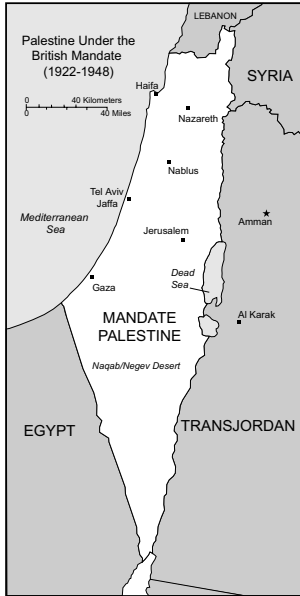 Palestine Under the
British Mandate
(1922-1948)
0 40 Kilometers
0 40 Miles
LEBANON
SYRIA
Haifa
Nazareth
Nablus
Tel Aviv
Jaffa
Mediterranean
Sea
Amman
Jerusalem
Dead
Sea
Gaza
Al Karak
MANDATE
PALESTINE
Naqab/Negev Desert
EGYPT
TRANSJORDAN